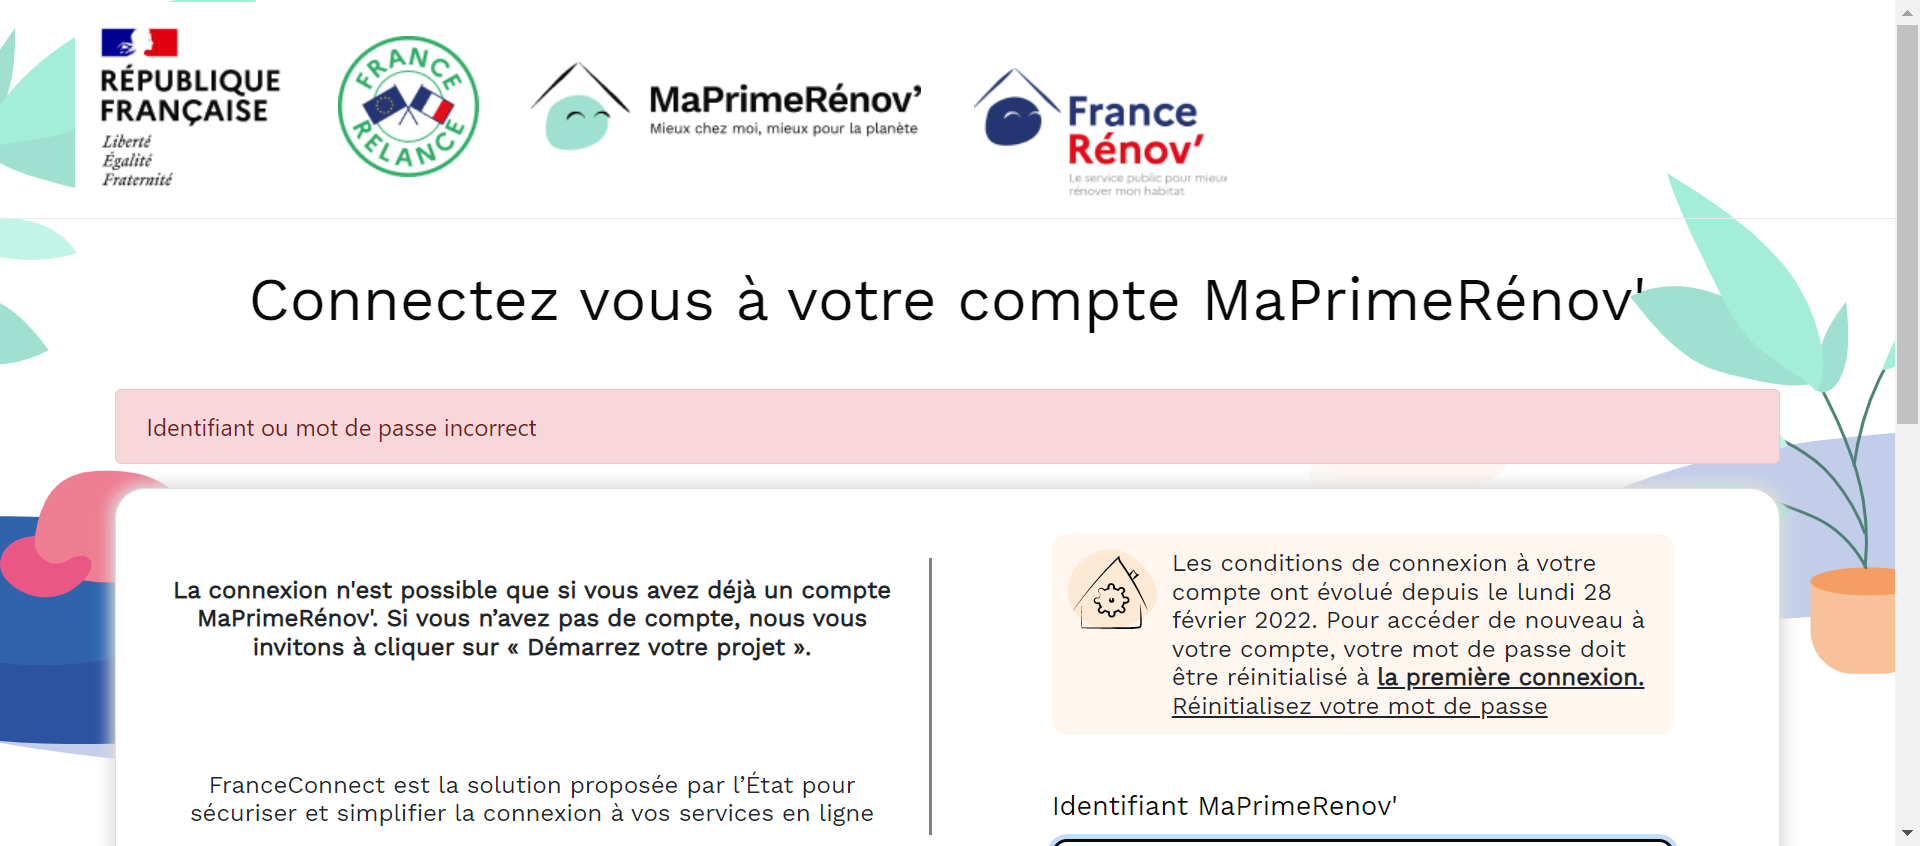 RÉPUBLIQUE
FRANÇAISE
Liberté
Égalité
Fraternité
FRANCE
RELANCE
MaPrimeRénov’
Mieux chez moi, mieux pour la planète
France
Rénov’
Le service public pour mieux
rénover mon habitat
Connectez vous à votre compte MaPrimeRénov'
Identifiant ou mot de passe incorrect
La connexion n'est possible que si vous avez déjà un compte
MaPrimeRénov'. Si vous n’avez pas de compte, nous vous
invitons à cliquer sur « Démarrez votre projet ».
FranceConnect est la solution proposée par l’État pour
sécuriser et simplifier la connexion à vos services en ligne
Les conditions de connexion à votre
compte ont évolué depuis le lundi 28
février 2022. Pour accéder de nouveau à
votre compte, votre mot de passe doit
être réinitialisé à la première connexion.
Réinitialisez votre mot de passe
Identifiant MaPrimeRenov'